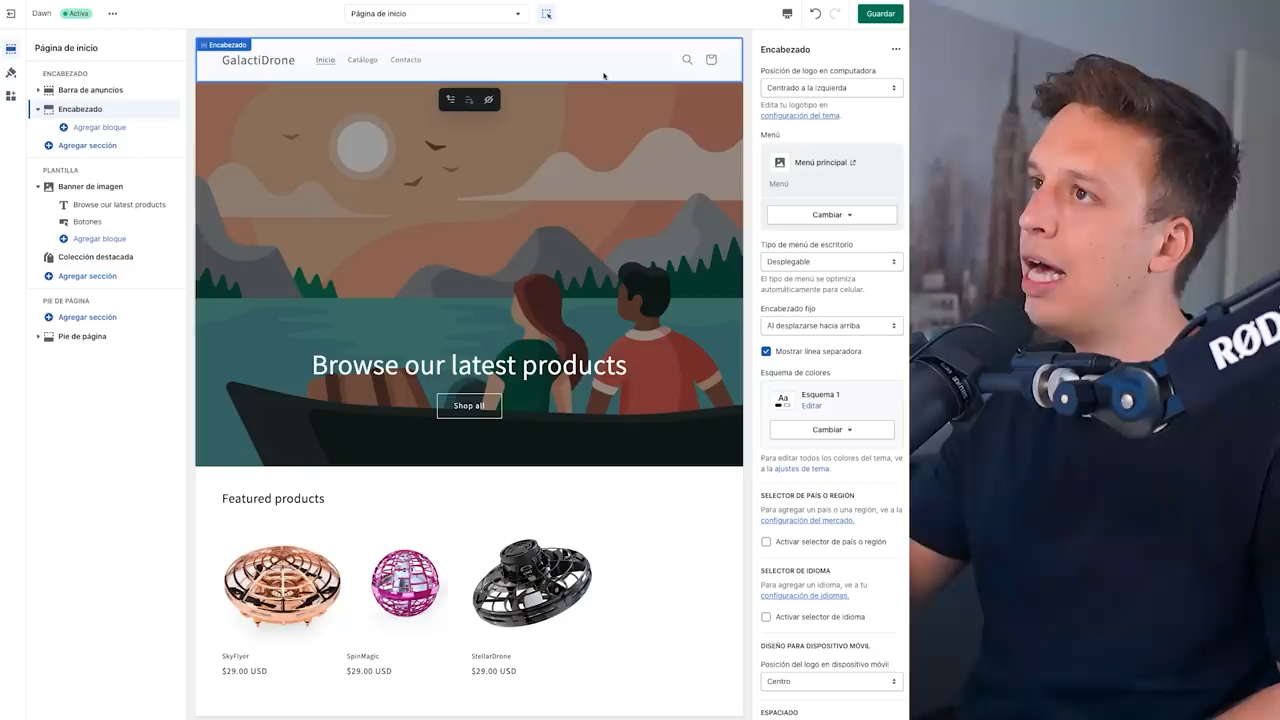 Dawn
Activa
Página de inicio
Guardar
Página de inicio
ENCABEZADO
Barra de anuncios
Encabezado
Agregar bloque
Agregar sección
PLANTILLA
Banner de imagen
Browse our latest products
Botones
Agregar bloque
Colección destacada
Agregar sección
PIE DE PÁGINA
Agregar sección
Pie de página
Encabezado
GalactiDrone
Inicio
Catálogo
Contacto
Browse our latest products
Shop all
Featured products
SkyFlyer
$29.00 USD
SpinMagic
$29.00 USD
StellarDrone
$29.00 USD
Encabezado
Posición de logo en computadora
Centrado a la izquierda
Edita tu logotipo en
configuración del tema.
Menú
Menú principal
Menú
Cambiar
Tipo de menú de escritorio
Desplegable
El tipo de menú se optimiza
automáticamente para celular.
Encabezado fijo
Al desplazarse hacia arriba
Mostrar línea separadora
Esquema de colores
Aa
Esquema 1
Editar
Cambiar
Para editar todos los colores del tema, ve
a la ajustes de tema.
SELECTOR DE PAÍS O REGIÓN
Para agregar un país o una región, ve a la
configuración del mercado.
Activar selector de país o región
SELECTOR DE IDIOMA
Para agregar un idioma, ve a tu
configuración de idiomas.
Activar selector de idioma
DISEÑO PARA DISPOSITIVO MÓVIL
Posición del logo en dispositivo móvil
Centro
ESPACIADO
RØD